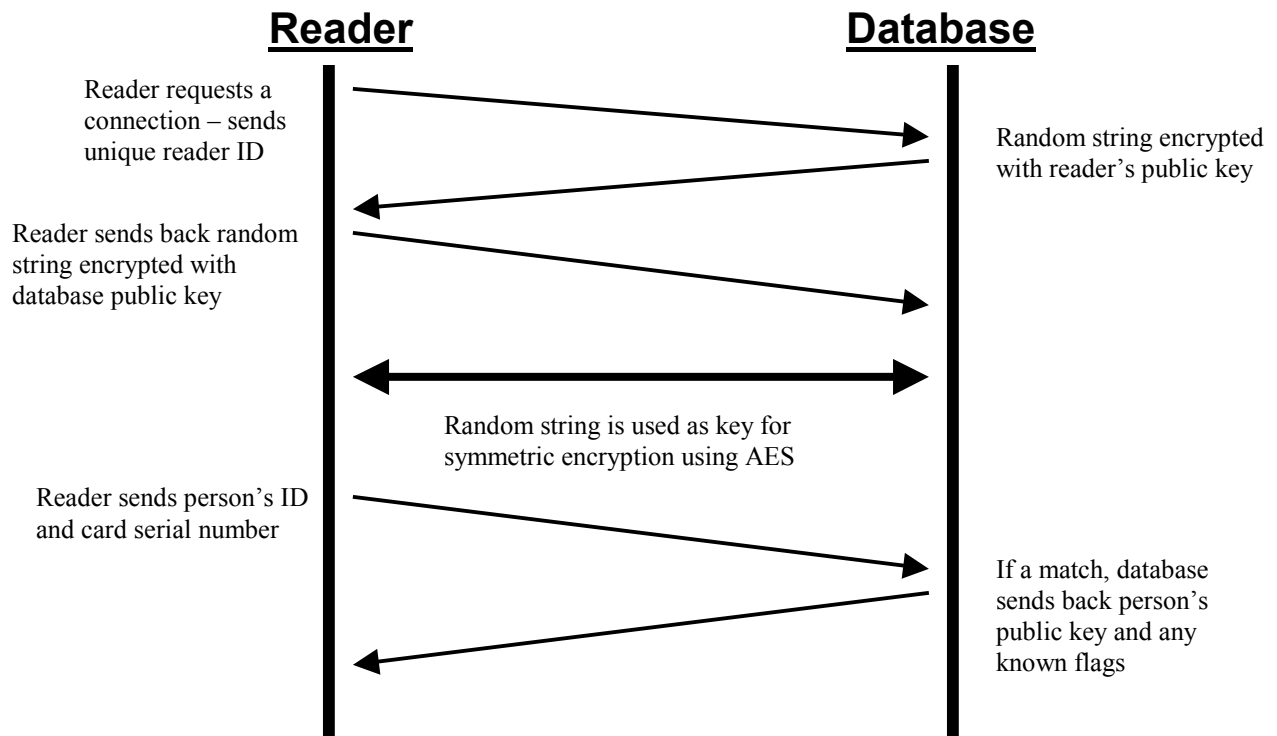 Reader
Database
Reader requests a
connection – sends
unique reader ID
Random string encrypted
with reader’s public key
Reader sends back random
string encrypted with
database public key
Random string is used as key for
symmetric encryption using AES
Reader sends person’s ID
and card serial number
If a match, database
sends back person’s
public key and any
known flags